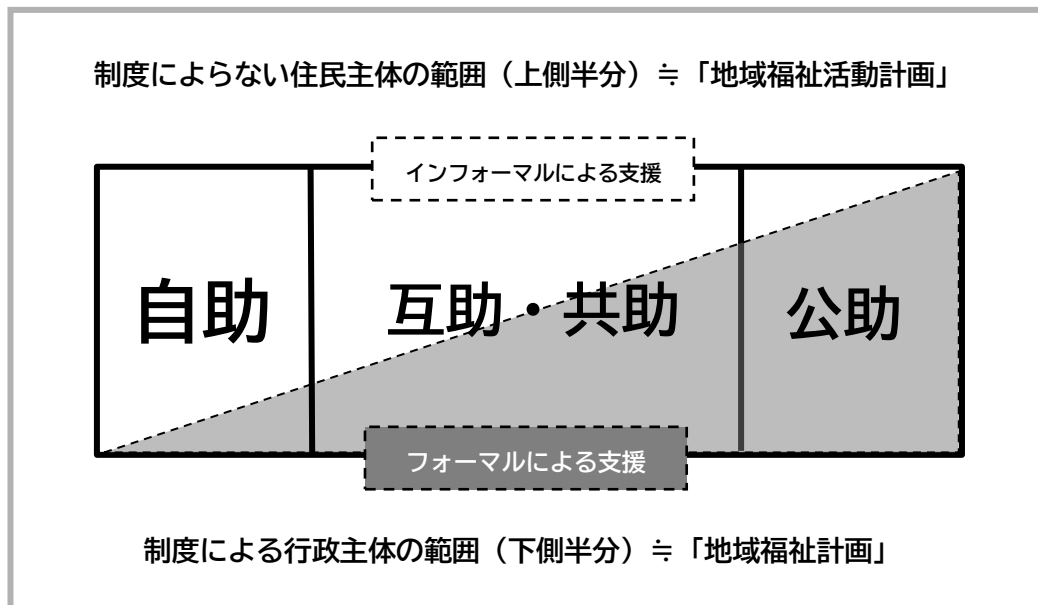 制度によらない住民主体の範囲（上側半分）≒「地域福祉活動計画」
インフォーマルによる支援
自助
互助・共助
公助
フォーマルによる支援
制度による行政主体の範囲（下側半分）≒「地域福祉計画」